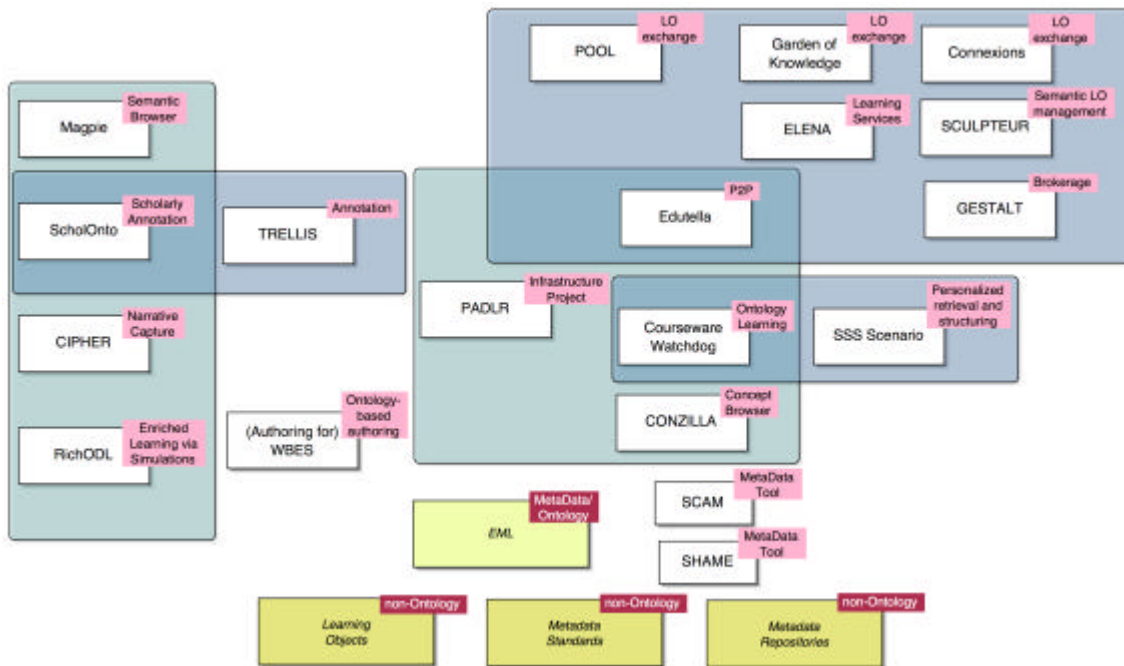 LO
exchange
POOL
LO
exchange
Garden of
Knowledge
LO
exchange
Connexions
Semantic
Browser
Magpie
Learning
Services
ELENA
Semantic LO
management
SCULPTEUR
Scholarly
Annotation
ScholOnto
Annotation
TRELLIS
P2P
Edutella
Brokerage
GESTALT
Infrastructure
Project
PADLR
Narrative
Capture
CIPHER
Ontology
Learning
Courseware
Watchdog
Personalized
retrieval and
structuring
SSS Scenario
Ontology-
based
authoring
(Authoring for)
WBES
Concept
Browser
CONZILLA
Enriched
Learning via
Simulations
RichODL
MetaData/
Ontology
EML
MetaData
Tool
SCAM
MetaData
Tool
SHAME
non-Ontology
Learning
Objects
non-Ontology
Metadata
Standards
non-Ontology
Metadata
Repositories